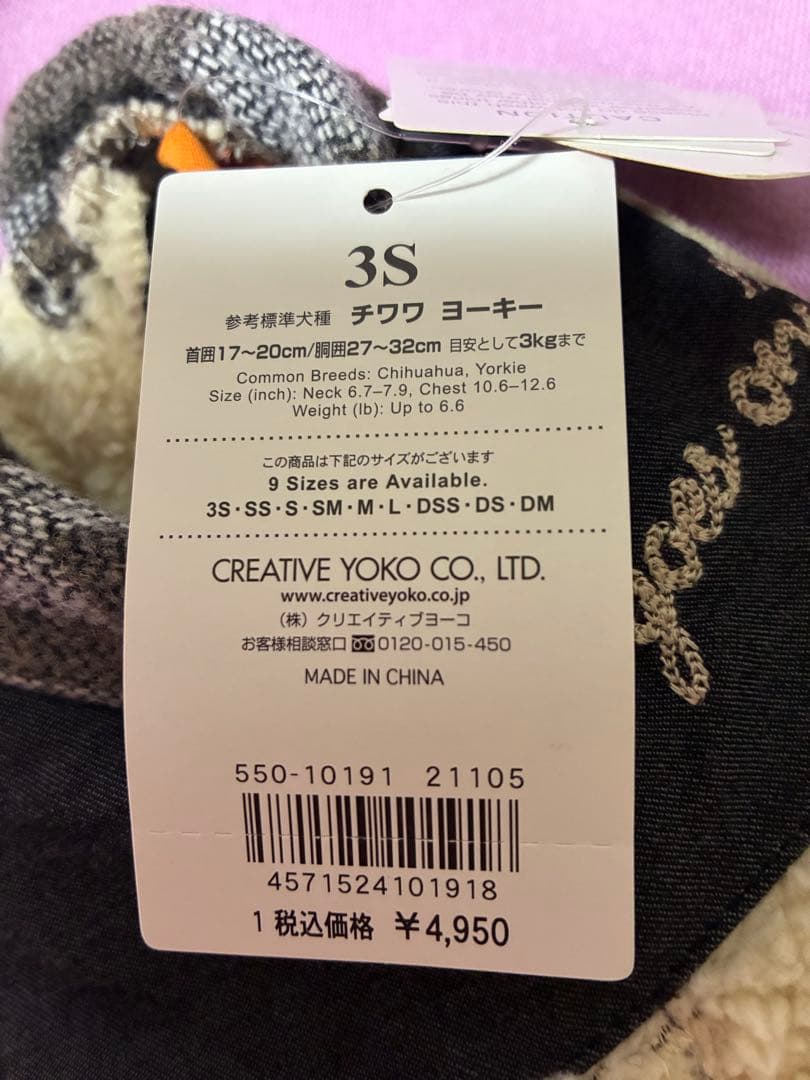 CAUTION
3S
参考標準犬種 チワワ ヨーキー
首囲17〜20cm/胴囲27〜32cm 目安として3kgまで
Common Breeds: Chihuahua, Yorkie
Size (inch): Neck 6.7–7.9, Chest 10.6–12.6
Weight (lb): Up to 6.6
この商品は下記のサイズがございます
9 Sizes are Available.
3S・SS・S・SM・M・L・DSS・DS・DM
CREATIVE YOKO CO., LTD.
www.creativeyoko.co.jp
(株)クリエイティブヨーコ
お客様相談窓口 0120-015-450
MADE IN CHINA
550-10191 21105
4571524101918
1 税込価格 ￥4,950
goes on